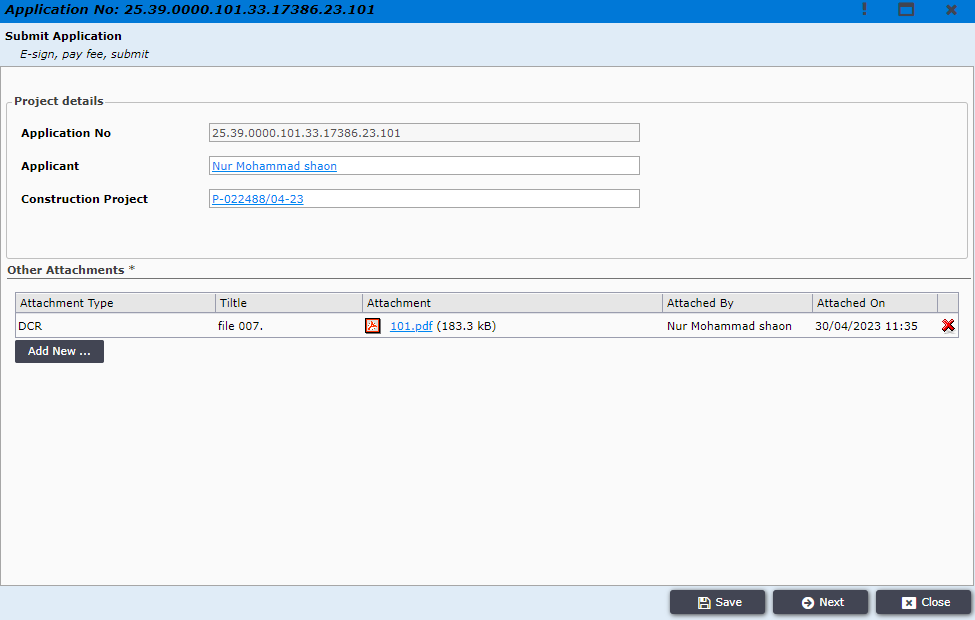 Application No: 25.39.0000.101.33.17386.23.101
Submit Application
E-sign, pay fee, submit
Project details
Application No 25.39.0000.101.33.17386.23.101
Applicant Nur Mohammad shaon
Construction Project P-022488/04-23
Other Attachments *
Attachment Type Tiltle Attachment Attached By Attached On
DCR file 007. 101.pdf (183.3 kB) Nur Mohammad shaon 30/04/2023 11:35
Add New ...
Save Next Close